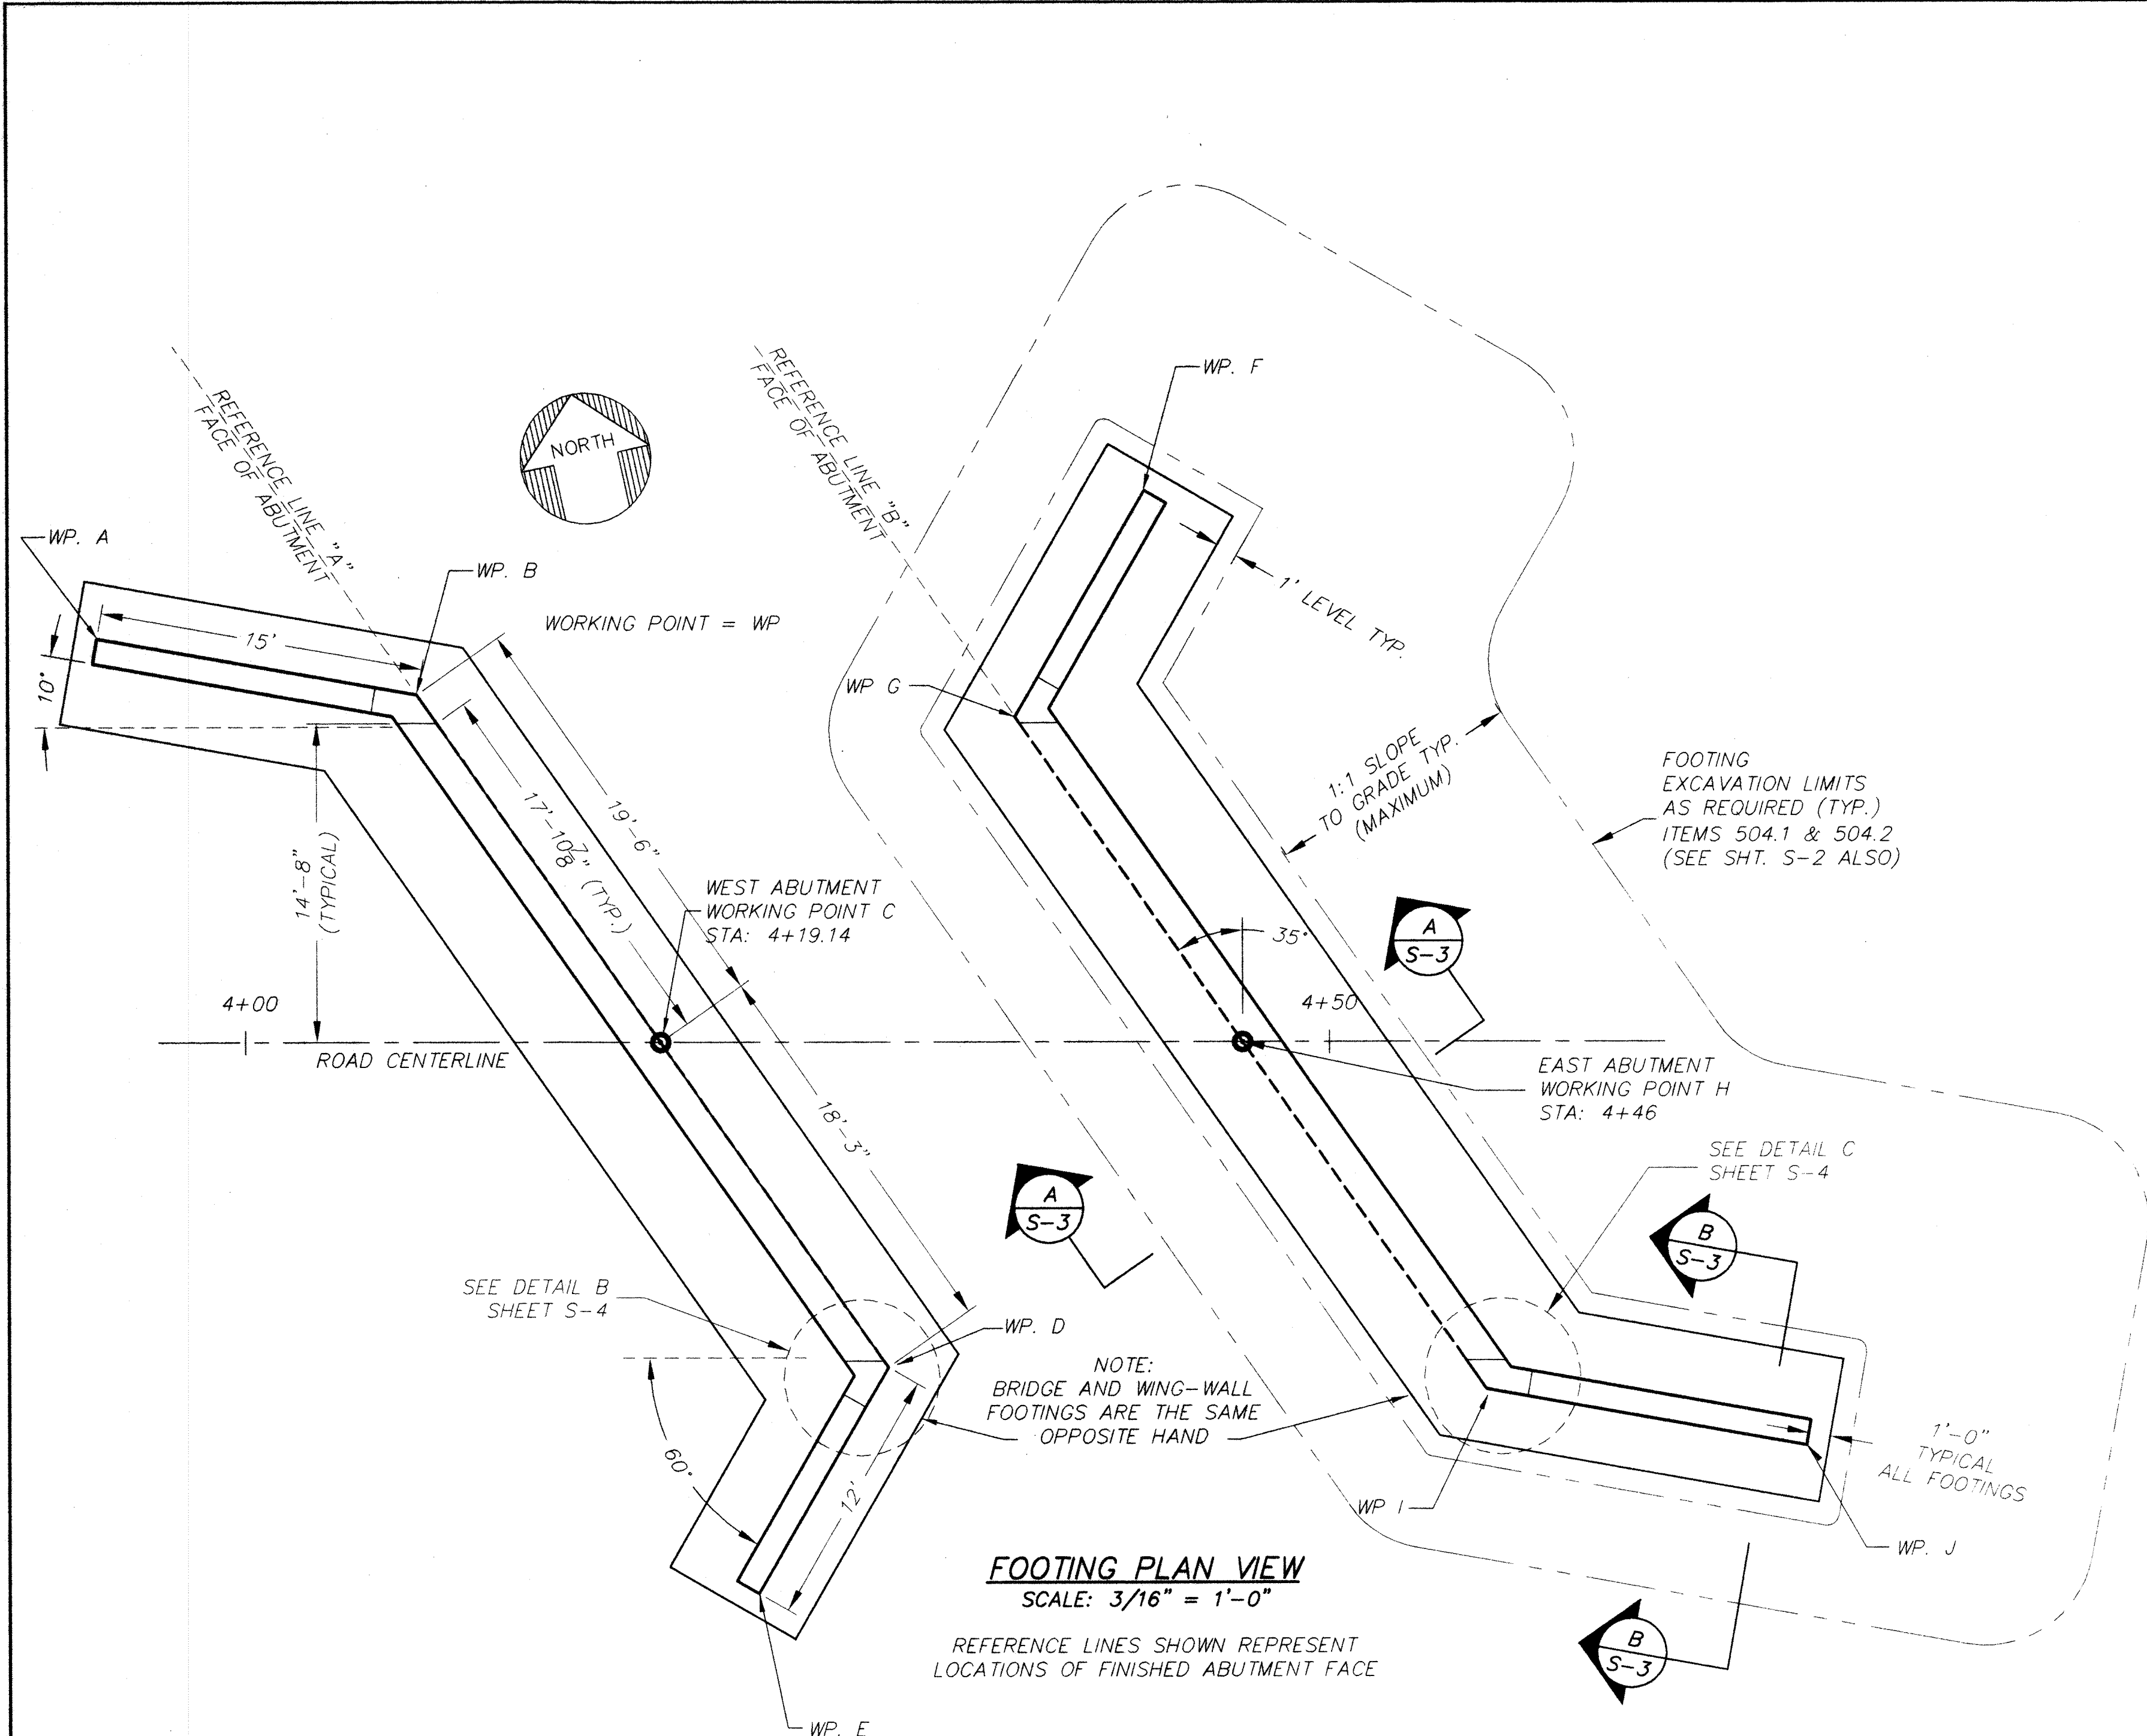 WP. F
REFERENCE LINE "A"
FACE OF ABUTMENT
REFERENCE LINE "B"
FACE OF ABUTMENT
NORTH
WP. A
WP. B
WORKING POINT = WP
15'
10°
1' LEVEL TYP.
WP G
14'-8"
(TYPICAL)
17'-10 7/8" (TYP.)
19'-6"
1:1 SLOPE
TO GRADE TYP.
(MAXIMUM)
FOOTING
EXCAVATION LIMITS
AS REQUIRED (TYP.)
ITEMS 504.1 & 504.2
(SEE SHT. S-2 ALSO)
WEST ABUTMENT
WORKING POINT C
STA: 4+19.14
35°
A
S-3
4+00
4+50
ROAD CENTERLINE
EAST ABUTMENT
WORKING POINT H
STA: 4+46
18'-3"
SEE DETAIL C
SHEET S-4
A
S-3
B
S-3
SEE DETAIL B
SHEET S-4
WP. D
NOTE:
BRIDGE AND WING-WALL
FOOTINGS ARE THE SAME
OPPOSITE HAND
60°
12'
1'-0"
TYPICAL
ALL FOOTINGS
WP I
WP. J
FOOTING PLAN VIEW
SCALE: 3/16" = 1'-0"
REFERENCE LINES SHOWN REPRESENT
LOCATIONS OF FINISHED ABUTMENT FACE
B
S-3
WP. E